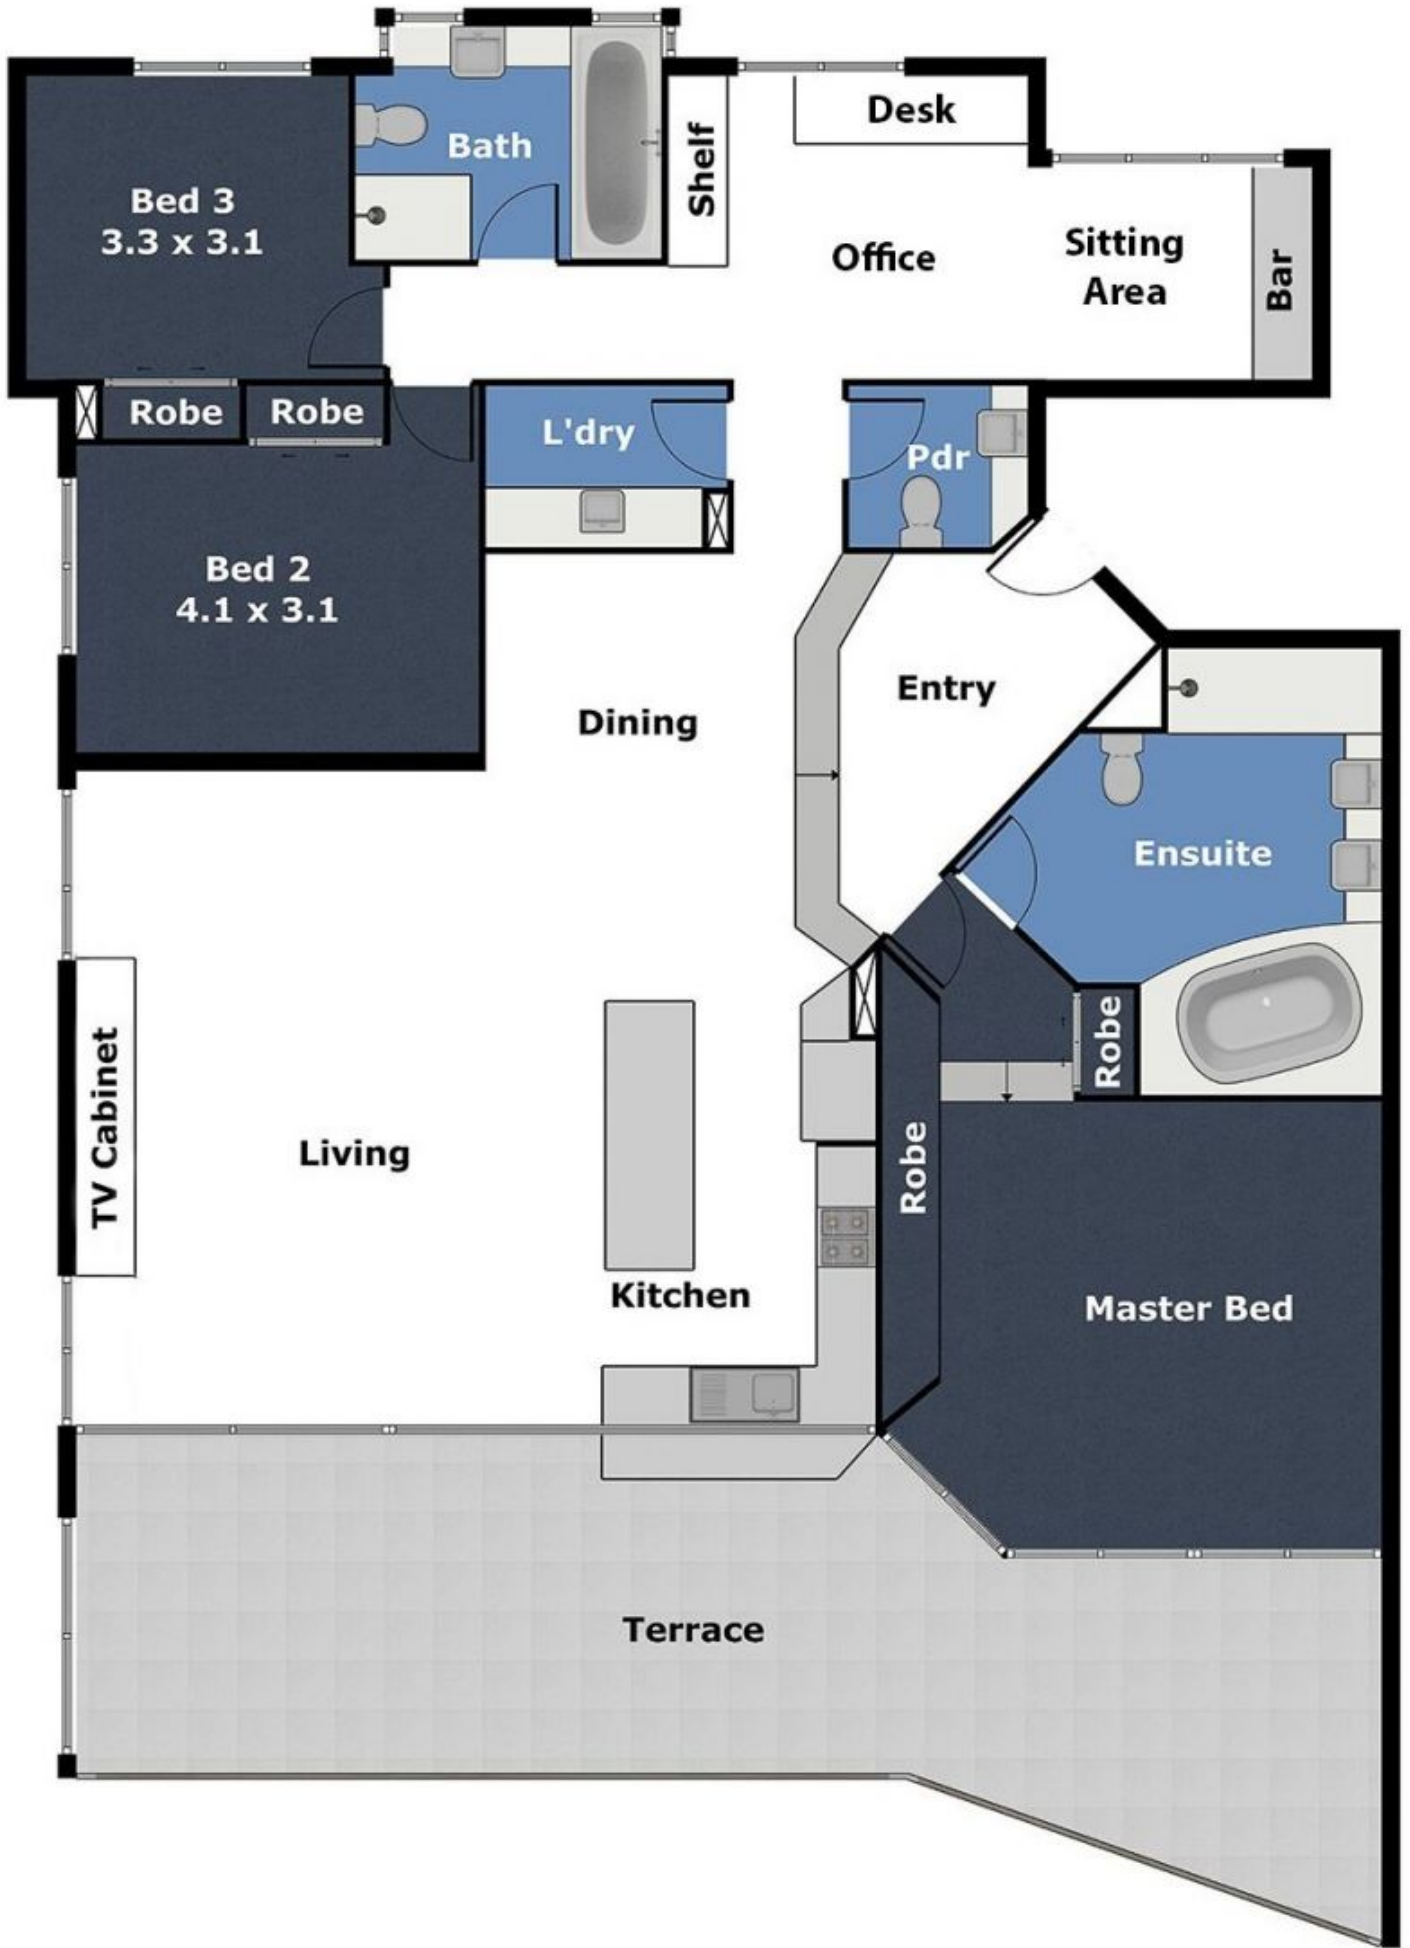 Desk
Bath
Shelf
Bed 3
3.3 x 3.1
Office
Sitting
Area
Bar
Robe
Robe
L'dry
Pdr
Bed 2
4.1 x 3.1
Entry
Dining
Ensuite
Robe
TV Cabinet
Living
Robe
Kitchen
Master Bed
Terrace